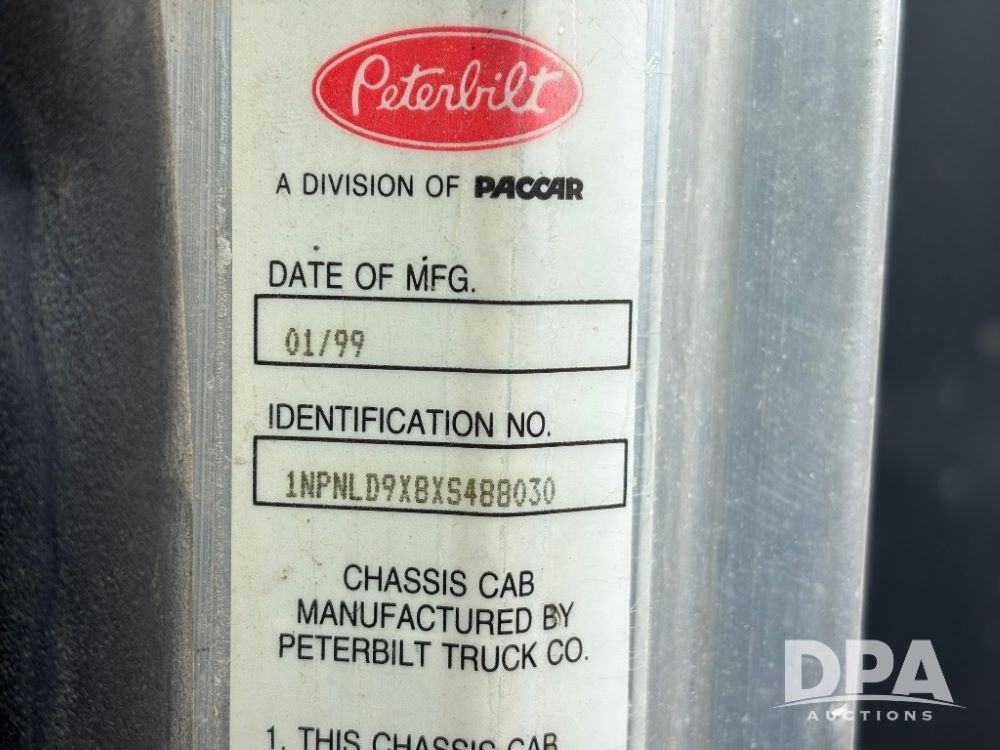 Peterbilt
A DIVISION OF PACCAR
DATE OF MFG.
01/99
IDENTIFICATION NO.
1NPNLD9X8XS488030
CHASSIS CAB
MANUFACTURED BY
PETERBILT TRUCK CO.
1. THIS CHASSIS CAB
DPA
AUCTIONS